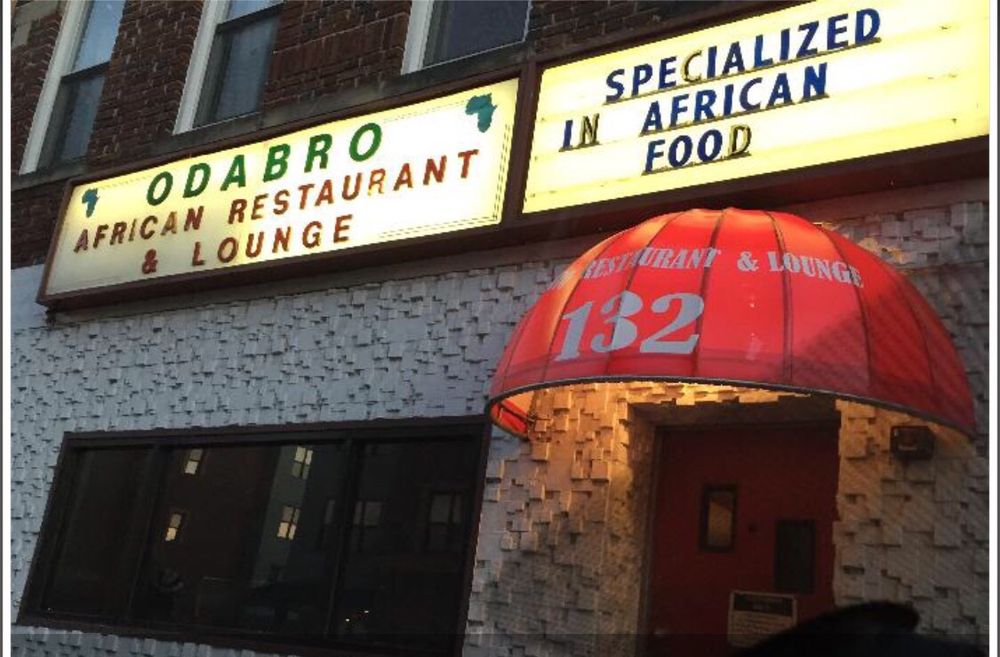 ODABRO
AFRICAN RESTAURANT
& LOUNGE
SPECIALIZED
IN AFRICAN
FOOD
RESTAURANT & LOUNGE
132